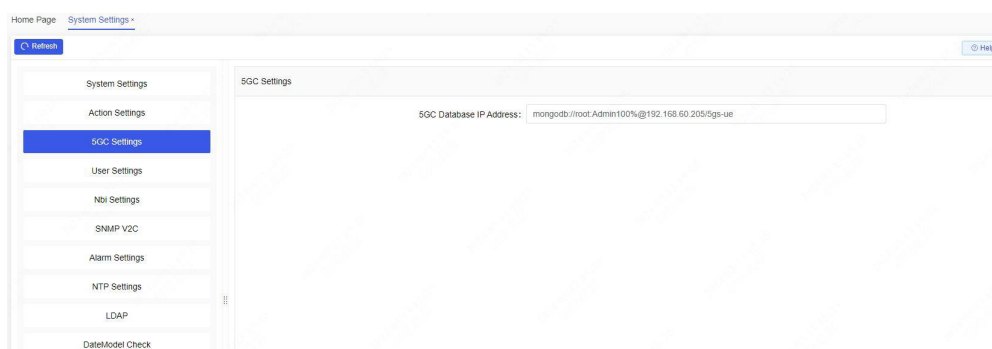 Home Page System Settings ×
Refresh
Help
System Settings
Action Settings
5GC Settings
User Settings
Nbi Settings
SNMP V2C
Alarm Settings
NTP Settings
LDAP
DateModel Check
5GC Settings
5GC Database IP Address: mongodb://root:Admin100%@192.168.60.205/5gs-ue